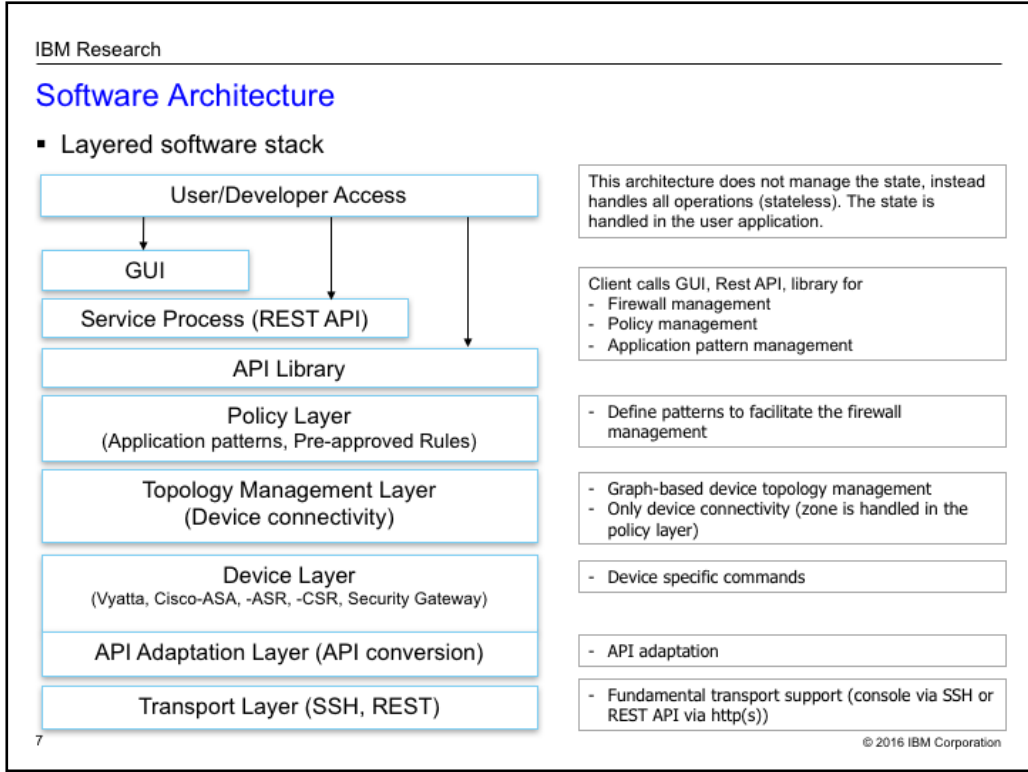 IBM Research
Software Architecture
▪ Layered software stack
User/Developer Access
This architecture does not manage the state, instead
handles all operations (stateless). The state is
handled in the user application.
GUI
Service Process (REST API)
API Library
Client calls GUI, Rest API, library for
- Firewall management
- Policy management
- Application pattern management
Policy Layer
(Application patterns, Pre-approved Rules)
- Define patterns to facilitate the firewall
management
Topology Management Layer
(Device connectivity)
- Graph-based device topology management
- Only device connectivity (zone is handled in the
policy layer)
Device Layer
(Vyatta, Cisco-ASA, -ASR, -CSR, Security Gateway)
- Device specific commands
API Adaptation Layer (API conversion)
- API adaptation
Transport Layer (SSH, REST)
- Fundamental transport support (console via SSH or
REST API via http(s))
7
© 2016 IBM Corporation